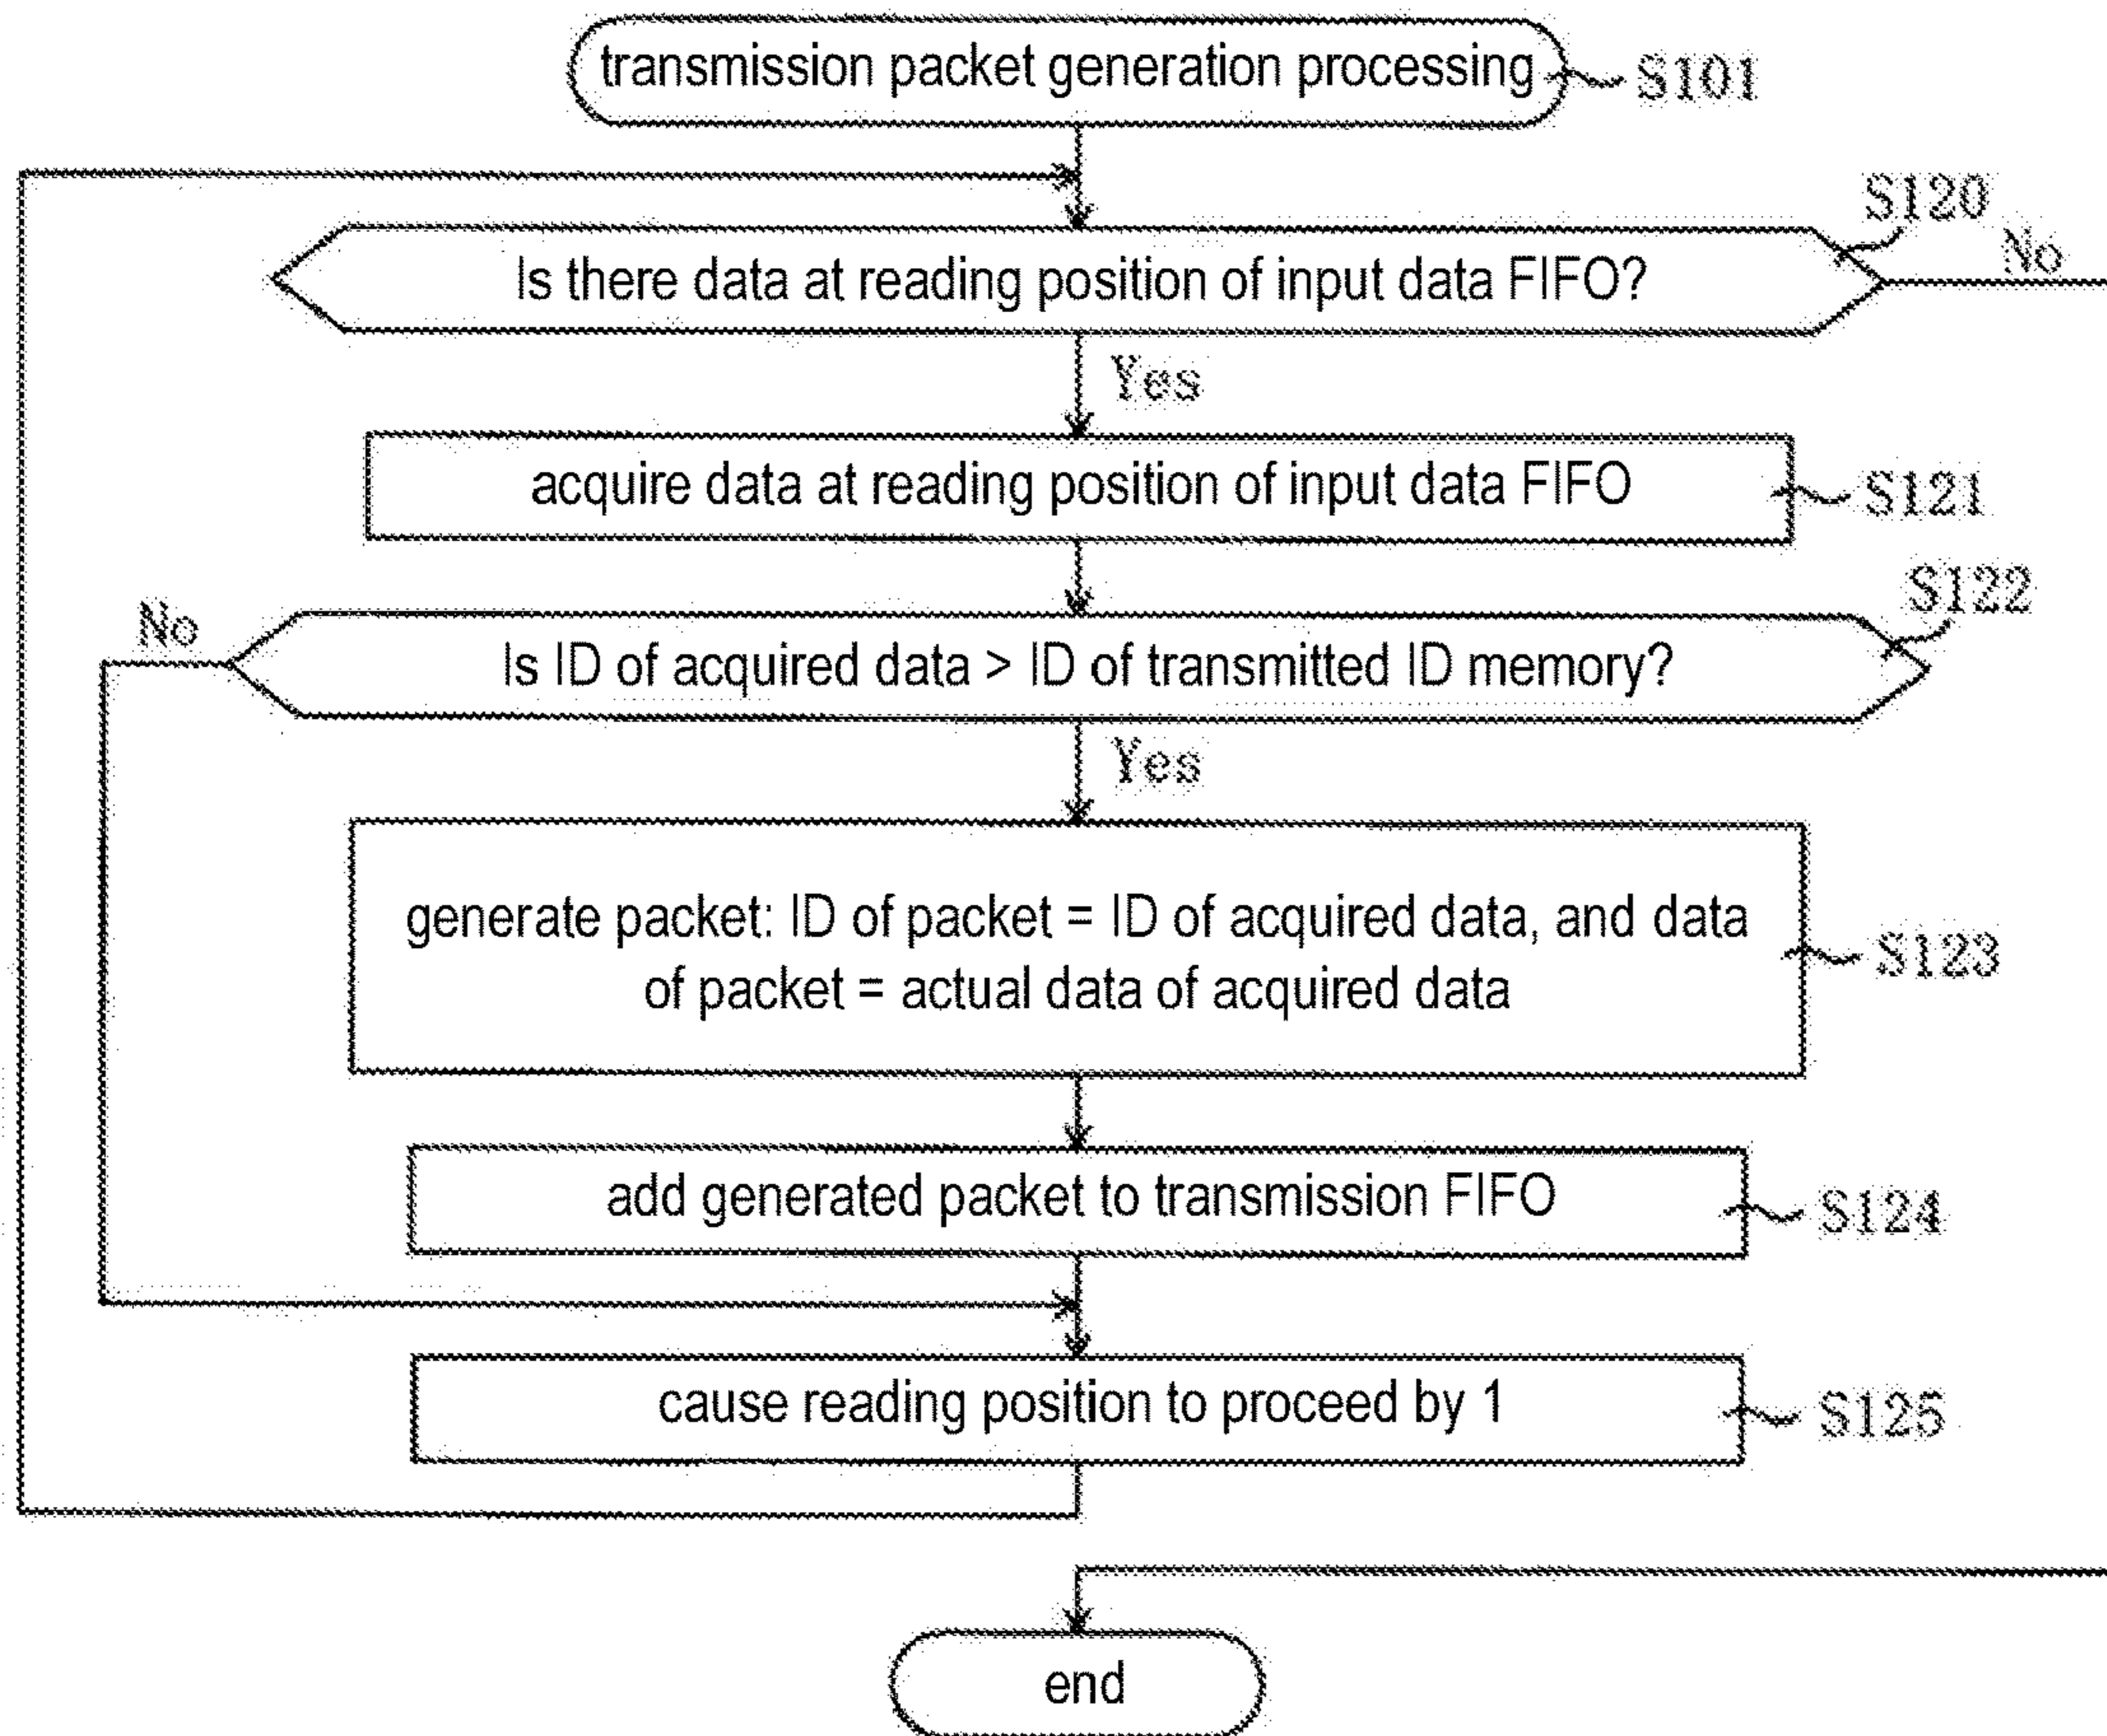 transmission packet generation processing
S101
S120
Is there data at reading position of input data FIFO?
No
Yes
acquire data at reading position of input data FIFO
S121
S122
No
Is ID of acquired data > ID of transmitted ID memory?
Yes
generate packet: ID of packet = ID of acquired data, and data
of packet = actual data of acquired data
S123
add generated packet to transmission FIFO
S124
cause reading position to proceed by 1
S125
end